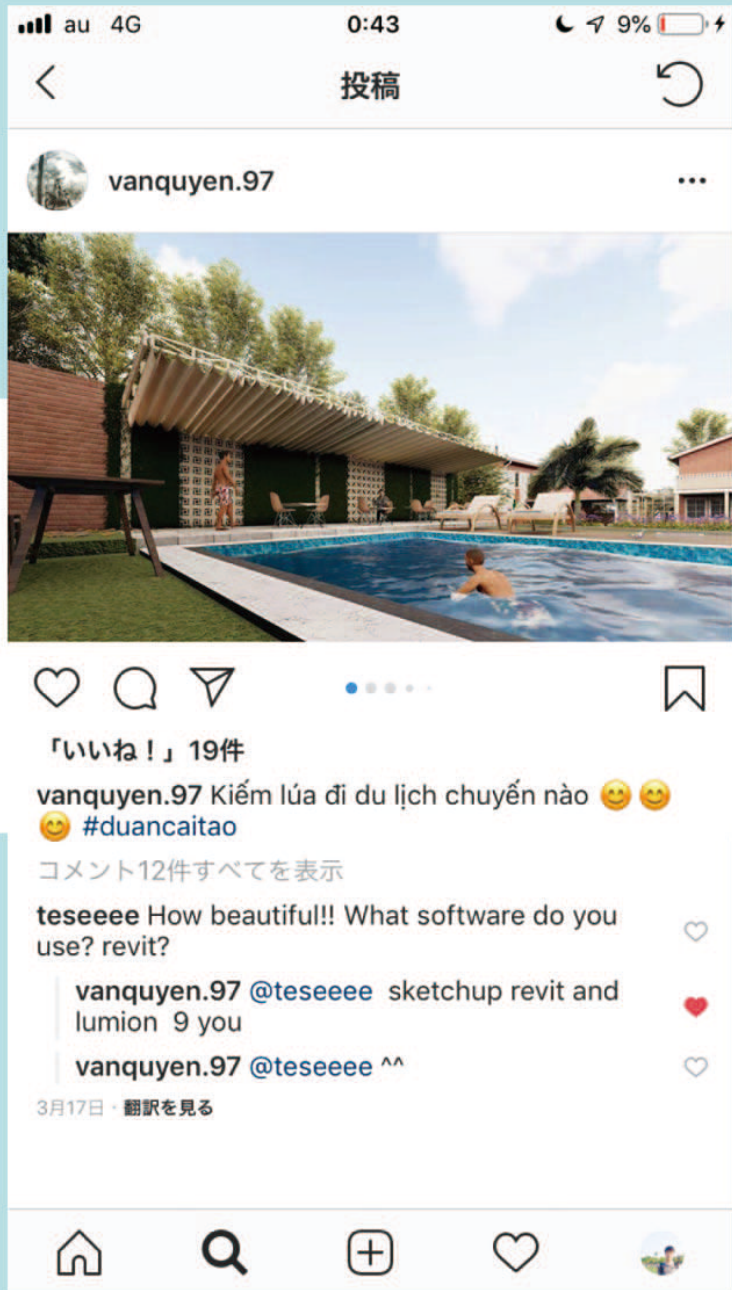 au 4G 0:43 9%
投稿
vanquyen.97
「いいね!」19件
vanquyen.97 Kiếm lúa đi du lịch chuyến nào 😊 😊
😊 #duancaitao
コメント12件すべてを表示
teseeee How beautiful!! What software do you
use? revit?
vanquyen.97 @teseeee sketchup revit and
lumion 9 you
vanquyen.97 @teseeee ^^
3月17日 · 翻訳を見る